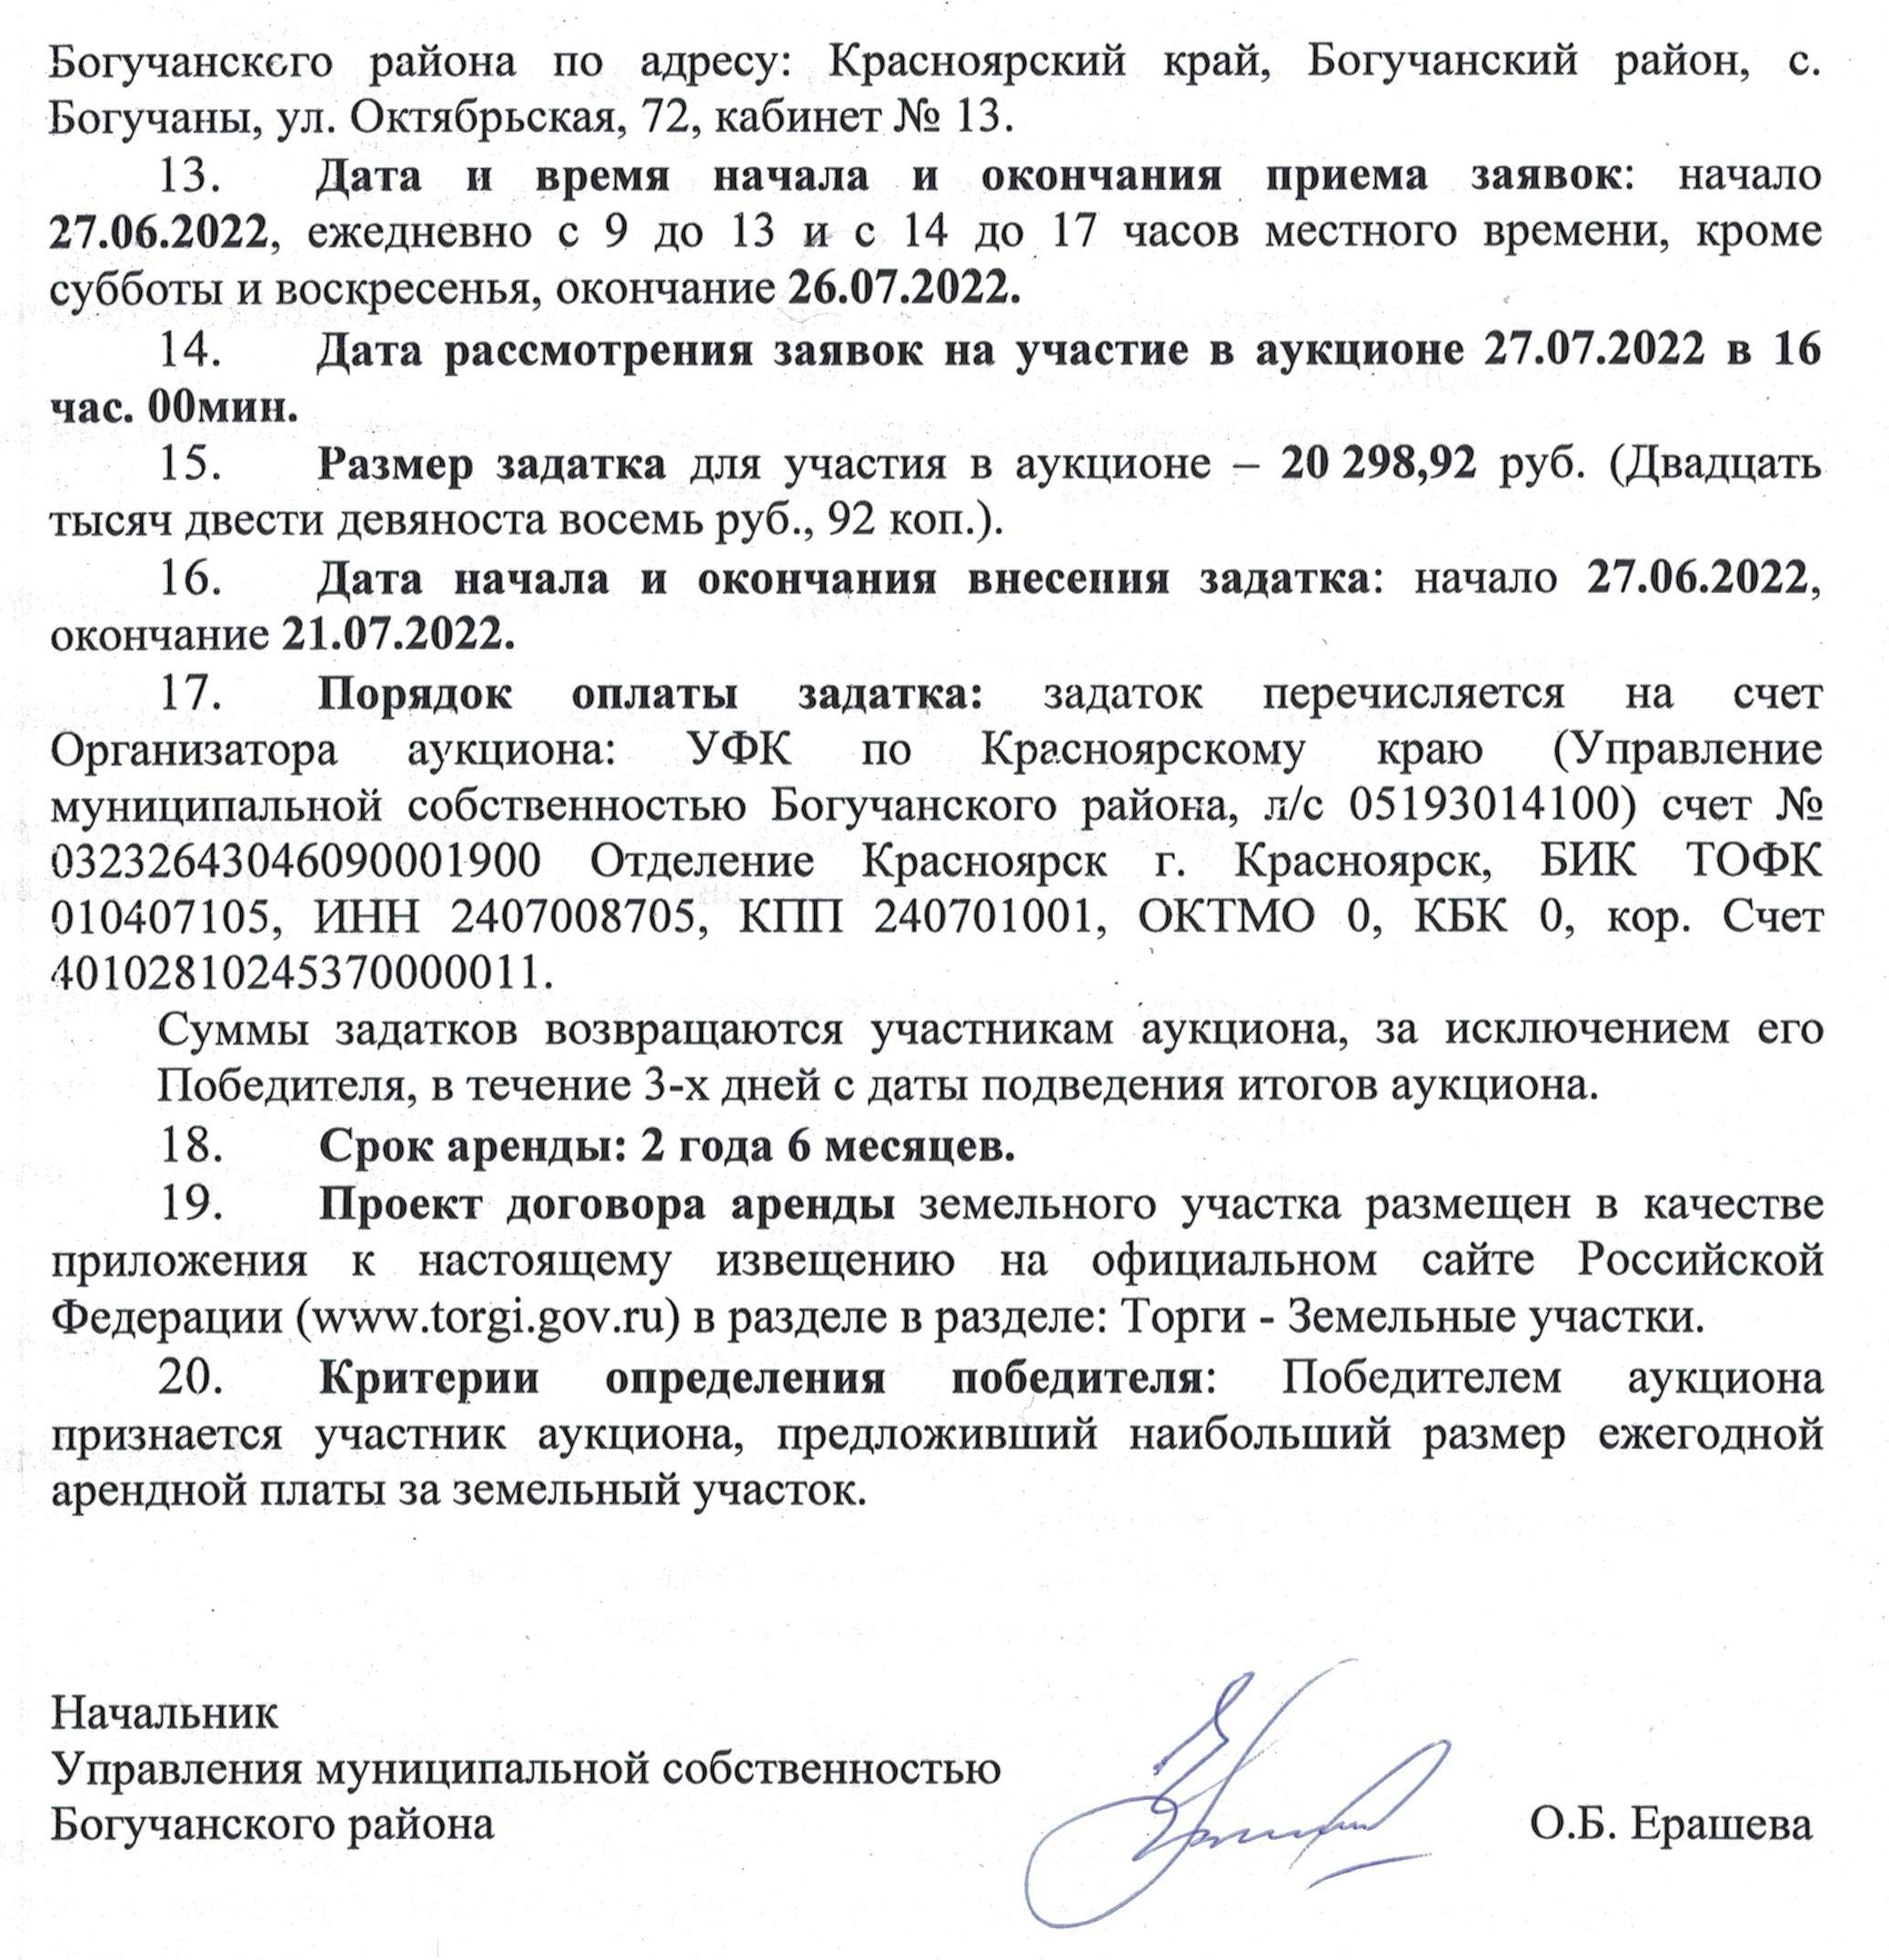 Богучанского района по адресу: Красноярский край, Богучанский район, с.
Богучаны, ул. Октябрьская, 72, кабинет № 13.
13. Дата и время начала и окончания приема заявок: начало
27.06.2022, ежедневно с 9 до 13 и с 14 до 17 часов местного времени, кроме
субботы и воскресенья, окончание 26.07.2022.
14. Дата рассмотрения заявок на участие в аукционе 27.07.2022 в 16
час. 00мин.
15. Размер задатка для участия в аукционе – 20 298,92 руб. (Двадцать
тысяч двести девяноста восемь руб., 92 коп.).
16. Дата начала и окончания внесения задатка: начало 27.06.2022,
окончание 21.07.2022.
17. Порядок оплаты задатка: задаток перечисляется на счет
Организатора аукциона: УФК по Красноярскому краю (Управление
муниципальной собственностью Богучанского района, л/с 05193014100) счет №
03232643046090001900 Отделение Красноярск г. Красноярск, БИК ТОФК
010407105, ИНН 2407008705, КПП 240701001, ОКТМО 0, КБК 0, кор. Счет
40102810245370000011.
Суммы задатков возвращаются участникам аукциона, за исключением его
Победителя, в течение 3-х дней с даты подведения итогов аукциона.
18. Срок аренды: 2 года 6 месяцев.
19. Проект договора аренды земельного участка размещен в качестве
приложения к настоящему извещению на официальном сайте Российской
Федерации (www.torgi.gov.ru) в разделе в разделе: Торги - Земельные участки.
20. Критерии определения победителя: Победителем аукциона
признается участник аукциона, предложивший наибольший размер ежегодной
арендной платы за земельный участок.
Начальник
Управления муниципальной собственностью
Богучанского района О.Б. Ерашева